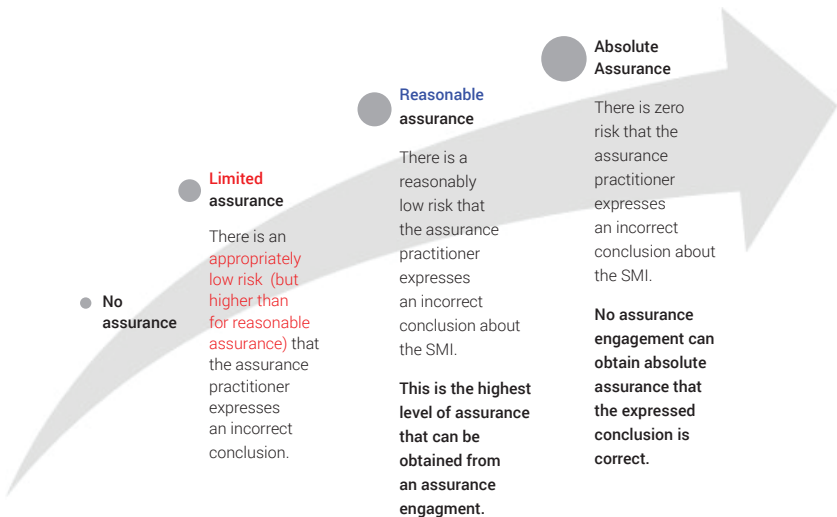 No
assurance
Limited
assurance
There is an
appropriately
low risk (but
higher than
for reasonable
assurance) that
the assurance
practitioner
expresses
an incorrect
conclusion.
Reasonable
assurance
There is a
reasonably
low risk that
the assurance
practitioner
expresses
an incorrect
conclusion about
the SMI.
This is the highest
level of assurance
that can be
obtained from
an assurance
engagment.
Absolute
Assurance
There is zero
risk that the
assurance
practitioner
expresses
an incorrect
conclusion about
the SMI.
No assurance
engagement can
obtain absolute
assurance that
the expressed
conclusion is
correct.